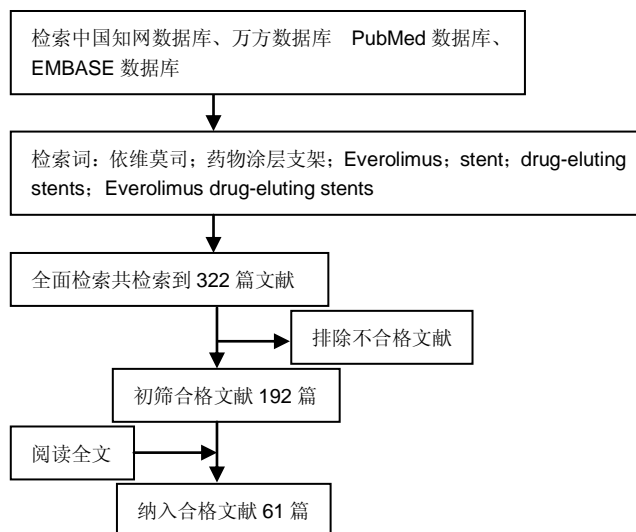 检索中国知网数据库、万方数据库 PubMed 数据库、
EMBASE 数据库
检索词：依维莫司；药物涂层支架；Everolimus；stent；drug-eluting
stents；Everolimus drug-eluting stents
全面检索共检索到 322 篇文献
排除不合格文献
初筛合格文献 192 篇
阅读全文
纳入合格文献 61 篇